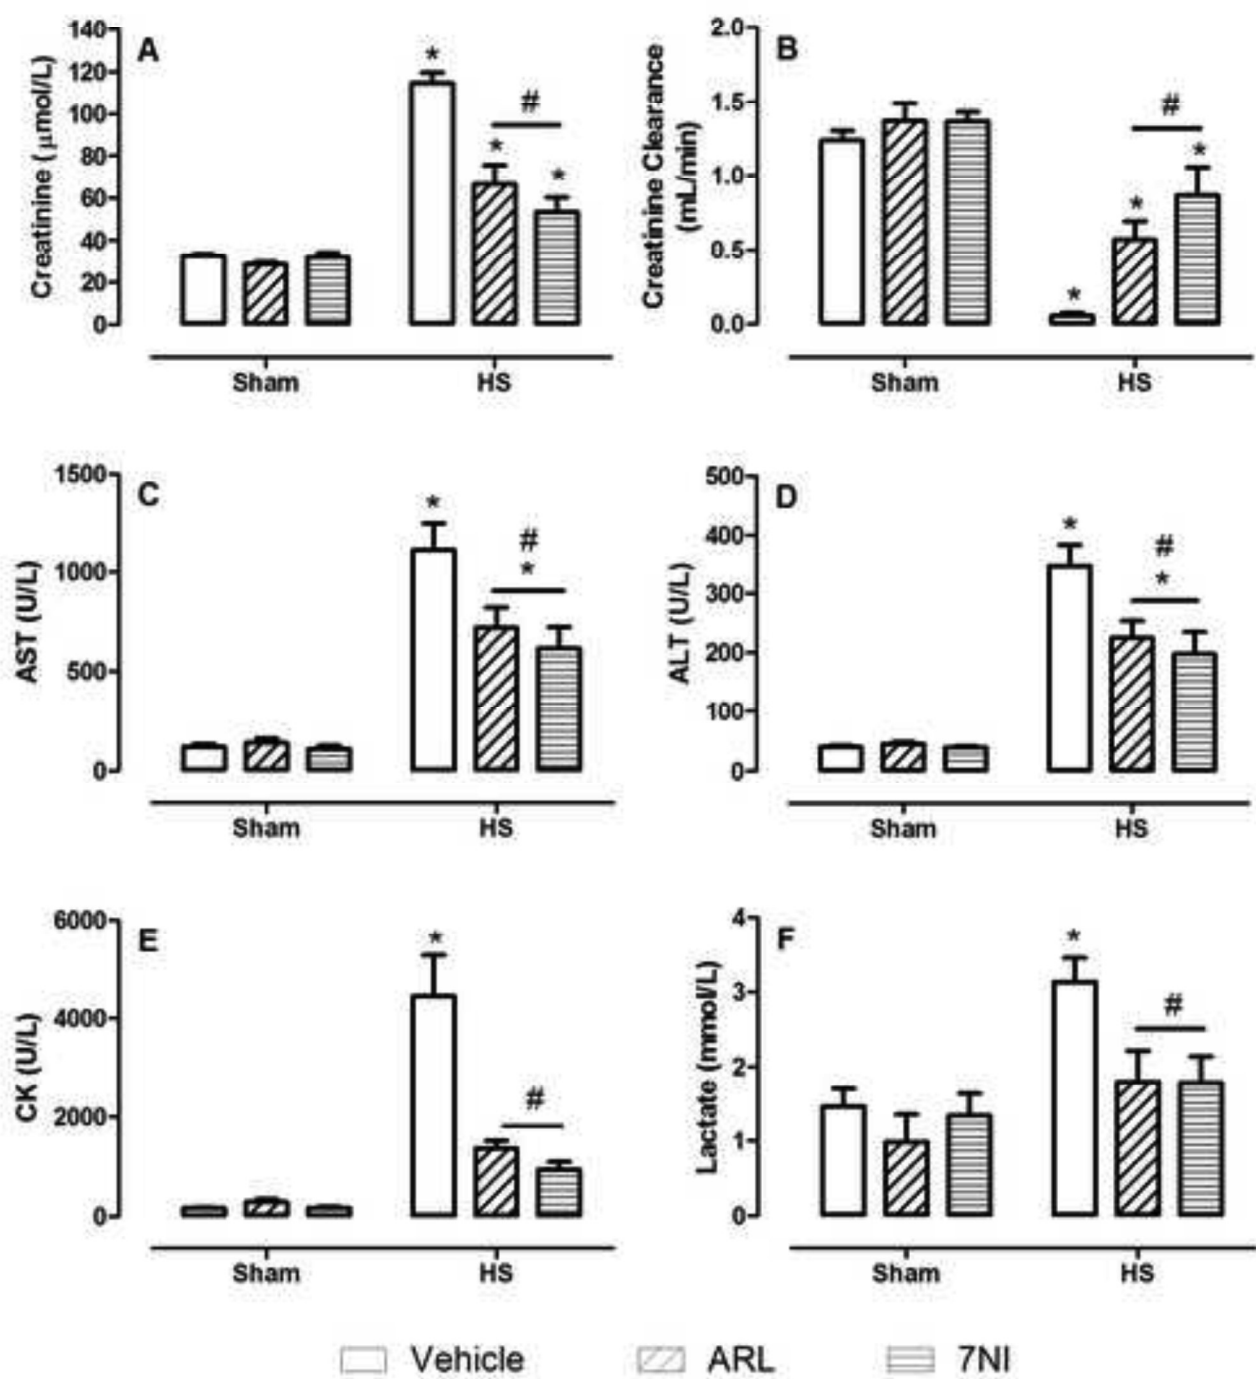 A
Creatinine (µmol/L)
140
120
100
80
60
40
20
0
*
#
*
*
Sham
HS
B
Creatinine Clearance
(mL/min)
2.0
1.5
1.0
0.5
0.0
#
*
*
*
Sham
HS
C
AST (U/L)
1500
1000
500
0
*
#
*
Sham
HS
D
ALT (U/L)
500
400
300
200
100
0
*
#
*
Sham
HS
E
CK (U/L)
6000
4000
2000
0
*
#
Sham
HS
F
Lactate (mmol/L)
4
3
2
1
0
*
#
Sham
HS
Vehicle
ARL
7NI